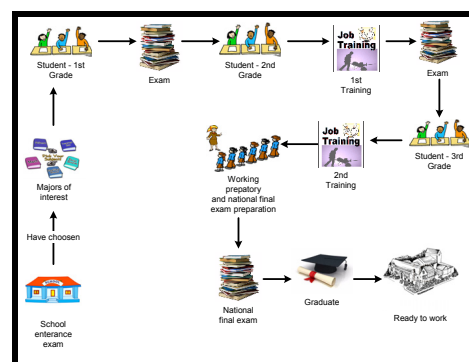 Student - 1st
Grade
Exam
Student - 2nd
Grade
Job
Training
1st
Training
Exam
Student - 3rd
Grade
Job
Training
2nd
Training
Working
prepatory
and national final
exam preparation
Majors of
interest
Have choosen
School
enterance
exam
National
final exam
Graduate
Ready to work